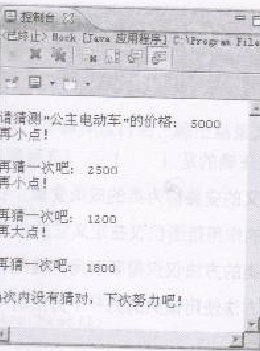 控制台
<已终止> Work [Java 应用程序] C:\Program File
请猜测"公主电动车"的价格： 5000
再小点！
再猜一次吧： 2500
再小点！
再猜一次吧： 1200
再大点！
再猜一次吧： 1800
次内没有猜对，下次努力吧！